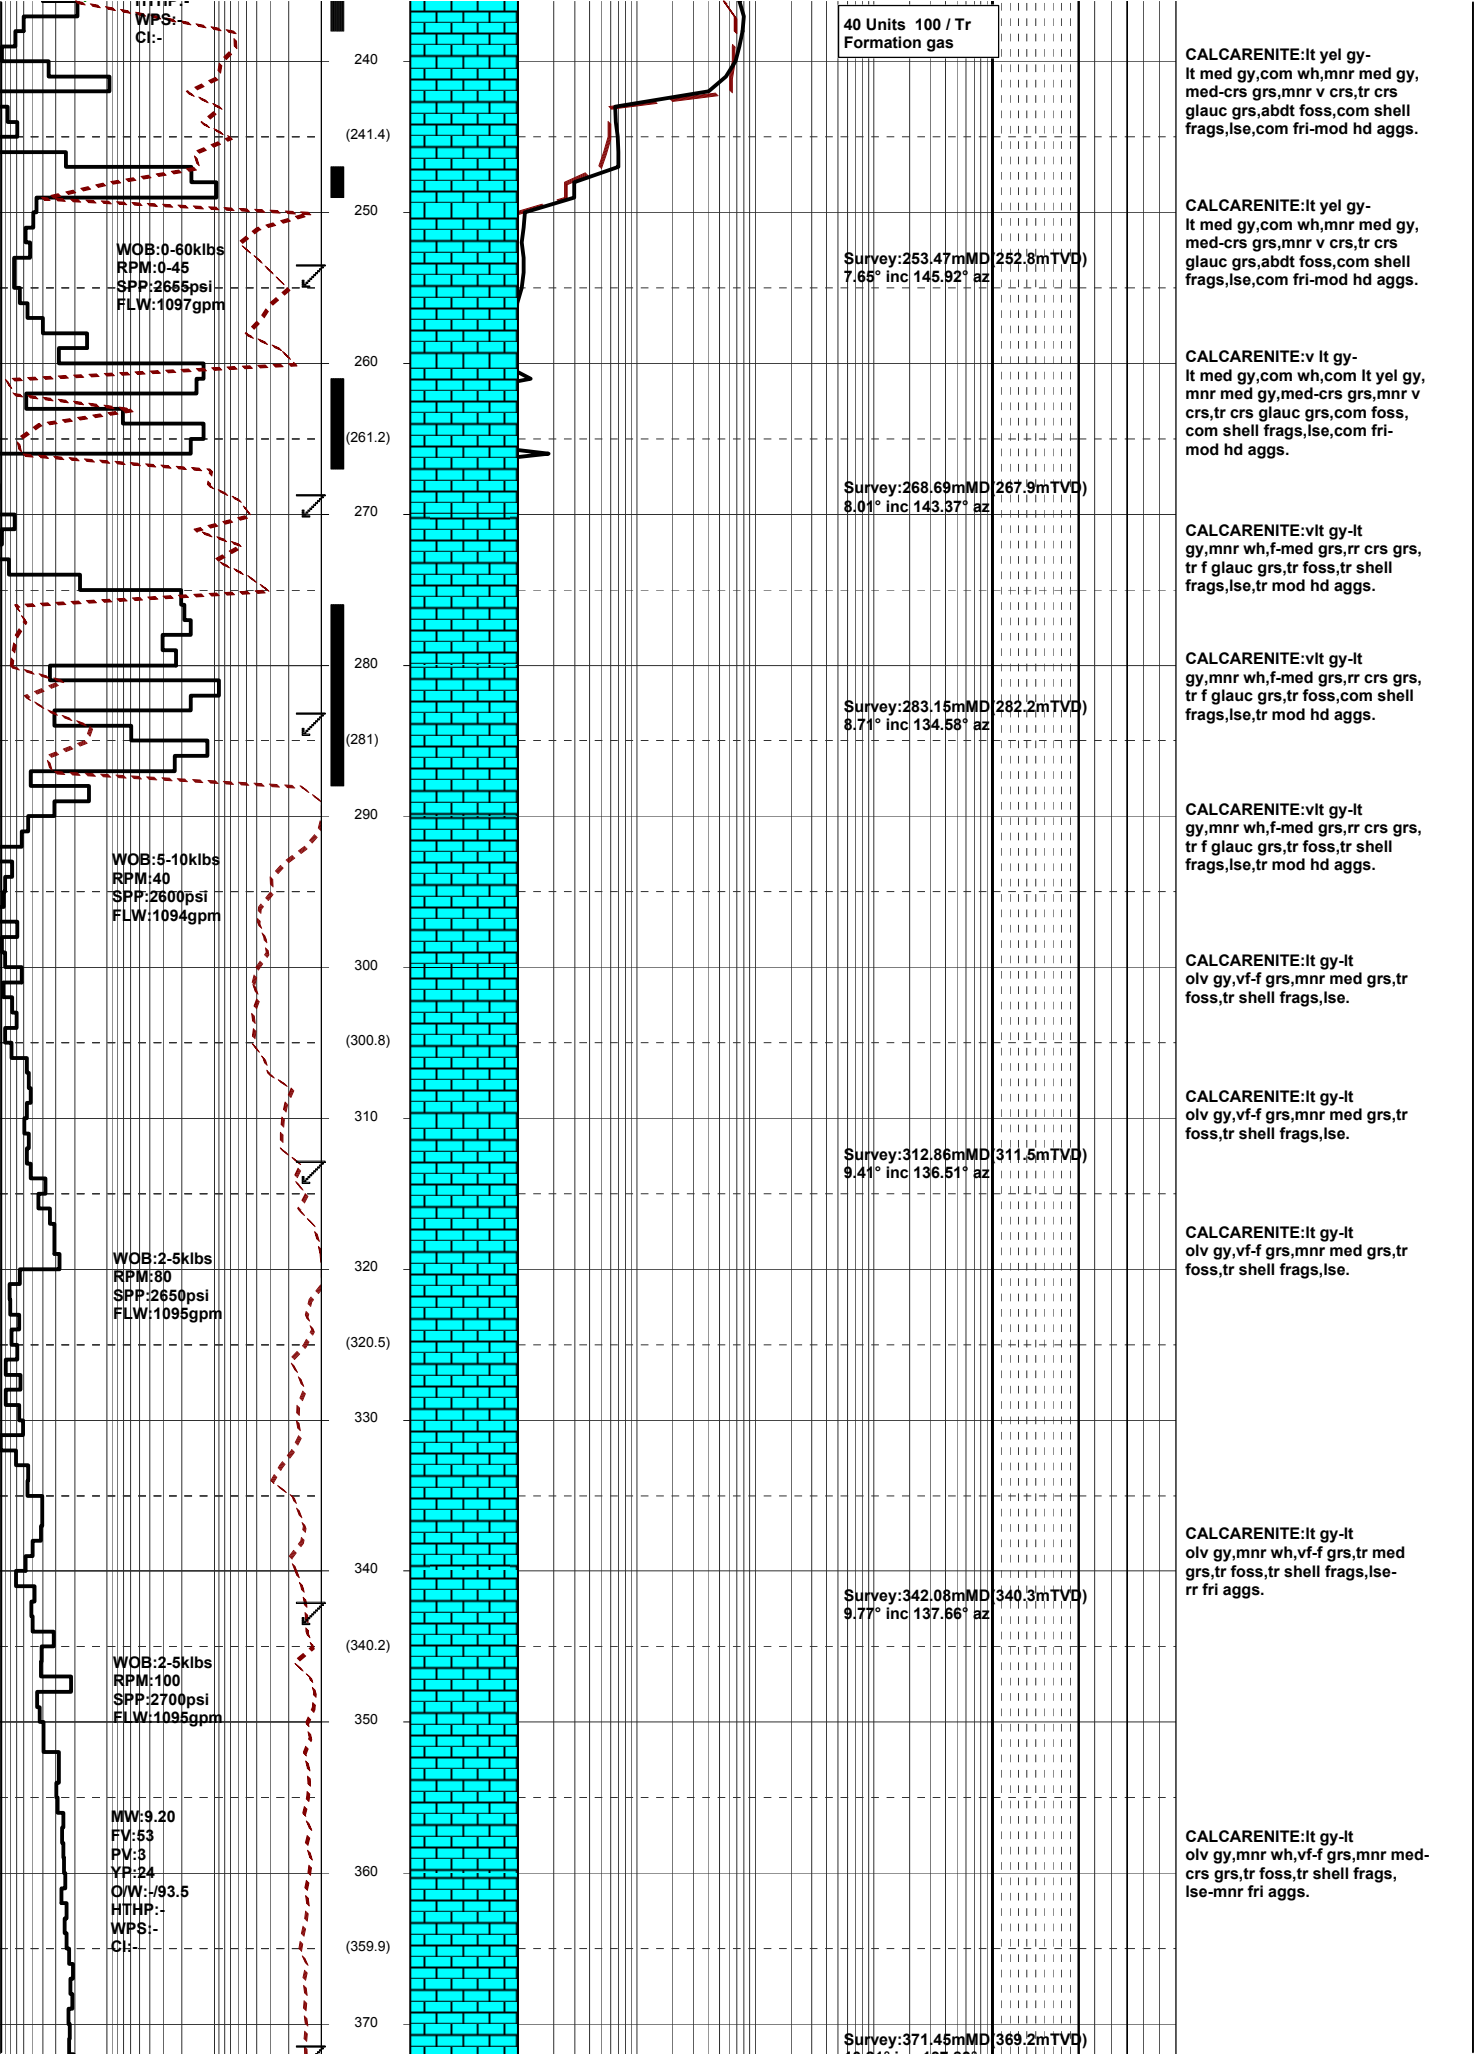 WPS:-
CI:-
WOB:0-60klbs
RPM:0-45
SPP:2655psi
FLW:1097gpm
WOB:5-10klbs
RPM:40
SPP:2600psi
FLW:1094gpm
WOB:2-5klbs
RPM:80
SPP:2650psi
FLW:1095gpm
WOB:2-5klbs
RPM:100
SPP:2700psi
FLW:1095gpm
MW:9.20
FV:53
PV:3
YP:24
O/W:-/93.5
HTHP:-
WPS:-
CI:-
240
(241.4)
250
260
(261.2)
270
280
(281)
290
300
(300.8)
310
320
(320.5)
330
340
(340.2)
350
360
(359.9)
370
40 Units 100 / Tr
Formation gas
Survey:253.47mMD(252.8mTVD)
7.65° inc 145.92° az
Survey:268.69mMD(267.9mTVD)
8.01° inc 143.37° az
Survey:283.15mMD(282.2mTVD)
8.71° inc 134.58° az
Survey:312.86mMD(311.5mTVD)
9.41° inc 136.51° az
Survey:342.08mMD(340.3mTVD)
9.77° inc 137.66° az
Survey:371.45mMD(369.2mTVD)
CALCARENITE:lt yel gy-
lt med gy,com wh,mnr med gy,
med-crs grs,mnr v crs,tr crs
glauc grs,abdt foss,com shell
frags,lse,com fri-mod hd aggs.
CALCARENITE:lt yel gy-
lt med gy,com wh,mnr med gy,
med-crs grs,mnr v crs,tr crs
glauc grs,abdt foss,com shell
frags,lse,com fri-mod hd aggs.
CALCARENITE:v lt gy-
lt med gy,com wh,com lt yel gy,
mnr med gy,med-crs grs,mnr v
crs,tr crs glauc grs,com foss,
com shell frags,lse,com fri-
mod hd aggs.
CALCARENITE:vlt gy-lt
gy,mnr wh,f-med grs,rr crs grs,
tr f glauc grs,tr foss,tr shell
frags,lse,tr mod hd aggs.
CALCARENITE:vlt gy-lt
gy,mnr wh,f-med grs,rr crs grs,
tr f glauc grs,tr foss,com shell
frags,lse,tr mod hd aggs.
CALCARENITE:vlt gy-lt
gy,mnr wh,f-med grs,rr crs grs,
tr f glauc grs,tr foss,tr shell
frags,lse,tr mod hd aggs.
CALCARENITE:lt gy-lt
olv gy,vf-f grs,mnr med grs,tr
foss,tr shell frags,lse.
CALCARENITE:lt gy-lt
olv gy,vf-f grs,mnr med grs,tr
foss,tr shell frags,lse.
CALCARENITE:lt gy-lt
olv gy,vf-f grs,mnr med grs,tr
foss,tr shell frags,lse.
CALCARENITE:lt gy-lt
olv gy,mnr wh,vf-f grs,tr med
grs,tr foss,tr shell frags,lse-
rr fri aggs.
CALCARENITE:lt gy-lt
olv gy,mnr wh,vf-f grs,mnr med-
crs grs,tr foss,tr shell frags,
lse-mnr fri aggs.